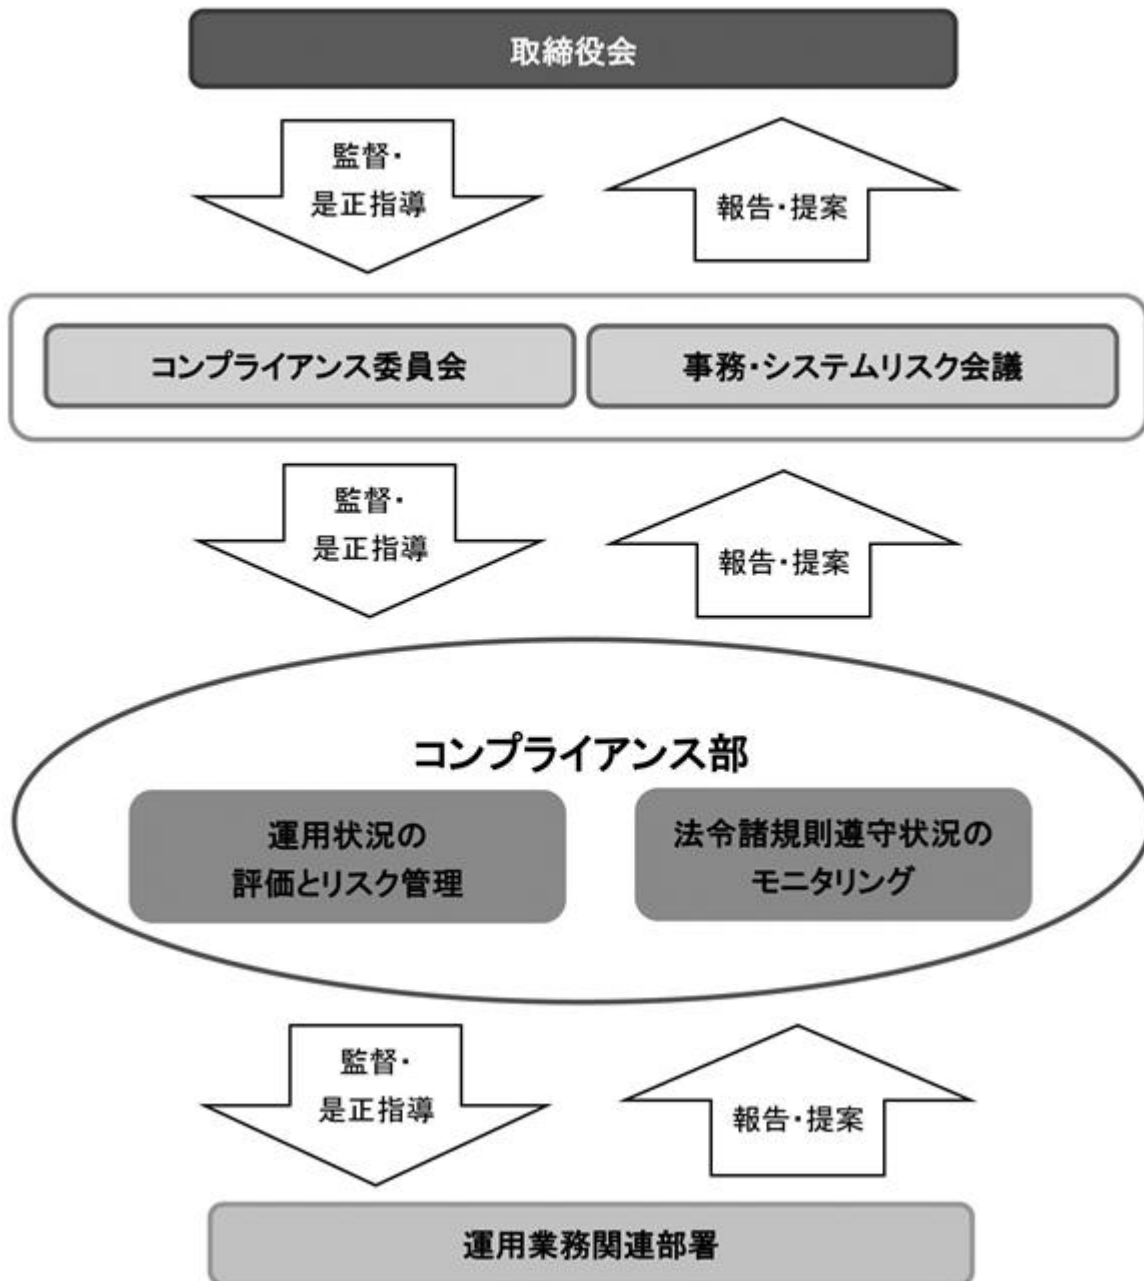 取締役会
監督・
是正指導
報告・提案
コンプライアンス委員会
事務・システムリスク会議
監督・
是正指導
報告・提案
コンプライアンス部
運用状況の
評価とリスク管理
法令諸規則遵守状況の
モニタリング
監督・
是正指導
報告・提案
運用業務関連部署